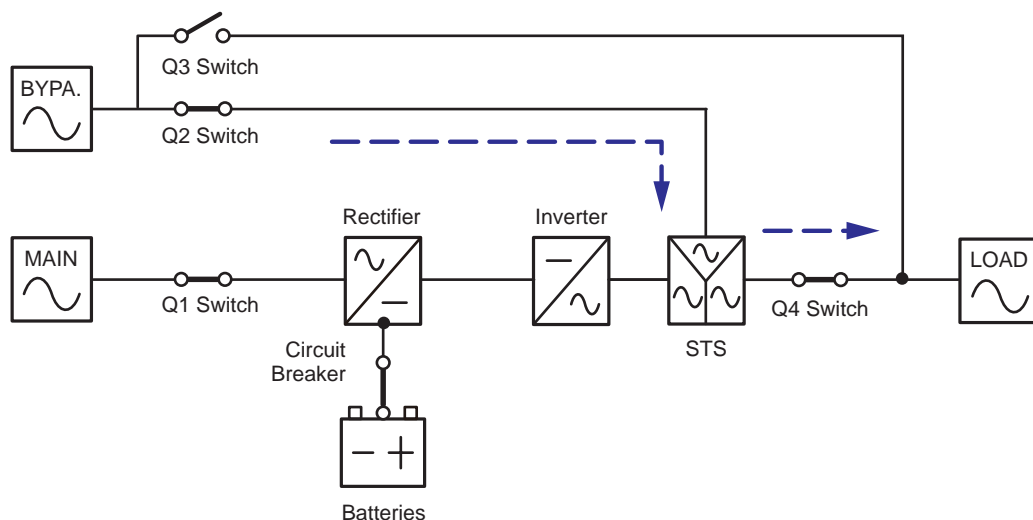 Q3 Switch
BYPA.
Q2 Switch
Rectifier
Inverter
MAIN
LOAD
Q1 Switch
Q4 Switch
STS
Circuit
Breaker
Batteries